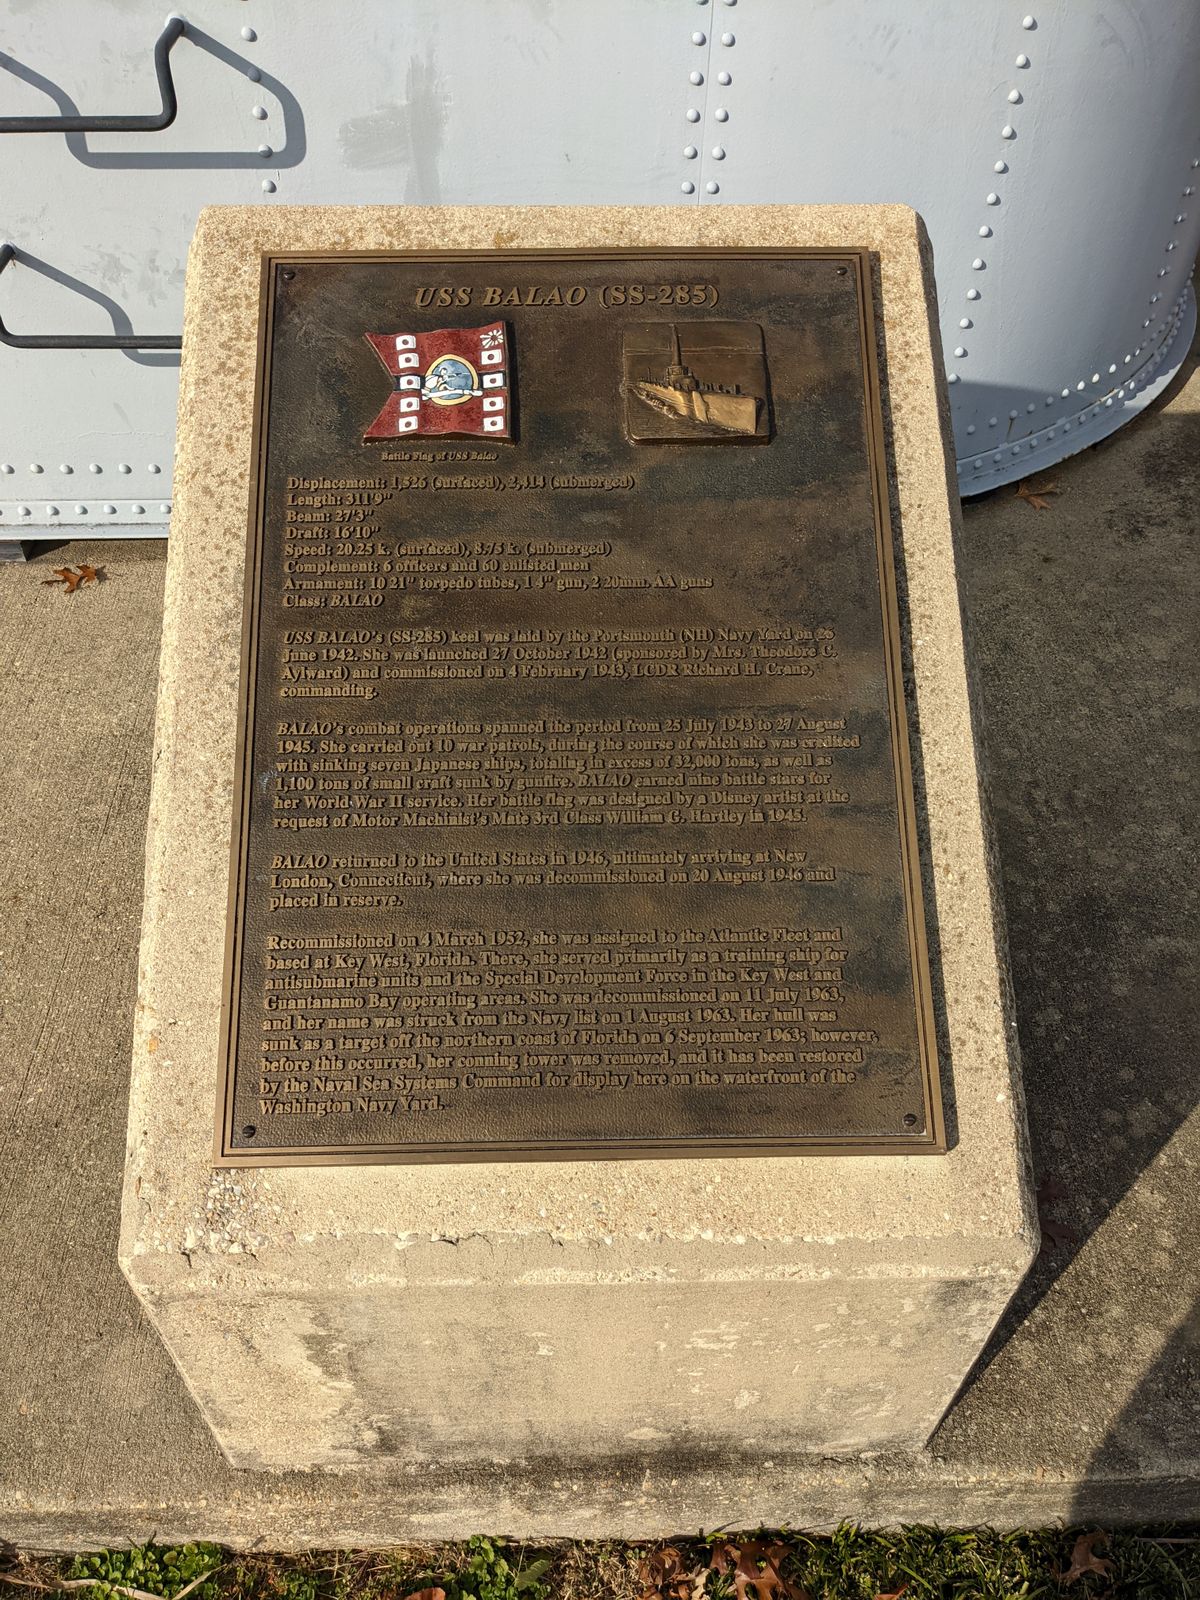 USS BALAO (SS-285)
Battle Flag of USS Balao
Displacement: 1,526 (surfaced), 2,414 (submerged)
Length: 311'9"
Beam: 27'3"
Draft: 16'10"
Speed: 20.25 k. (surfaced), 8.75 k. (submerged)
Complement: 6 officers and 60 enlisted men
Armament: 10 21" torpedo tubes, 1 4" gun, 2 20mm. AA guns
Class: BALAO
USS BALAO's (SS-285) keel was laid by the Portsmouth (NH) Navy Yard on 26
June 1942. She was launched 27 October 1942 (sponsored by Mrs. Theodore C.
Aylward) and commissioned on 4 February 1943, LCDR Richard H. Crane,
commanding.
BALAO's combat operations spanned the period from 25 July 1943 to 27 August
1945. She carried out 10 war patrols, during the course of which she was credited
with sinking seven Japanese ships, totaling in excess of 32,000 tons, as well as
1,100 tons of small craft sunk by gunfire. BALAO earned nine battle stars for
her World War II service. Her battle flag was designed by a Disney artist at the
request of Motor Machinist's Mate 3rd Class William G. Hartley in 1945.
BALAO returned to the United States in 1946, ultimately arriving at New
London, Connecticut, where she was decommissioned on 20 August 1946 and
placed in reserve.
Recommissioned on 4 March 1952, she was assigned to the Atlantic Fleet and
based at Key West, Florida. There, she served primarily as a training ship for
antisubmarine units and the Special Development Force in the Key West and
Guantanamo Bay operating areas. She was decommissioned on 11 July 1963,
and her name was struck from the Navy list on 1 August 1963. Her hull was
sunk as a target off the northern coast of Florida on 6 September 1963; however,
before this occurred, her conning tower was removed, and it has been restored
by the Naval Sea Systems Command for display here on the waterfront of the
Washington Navy Yard.